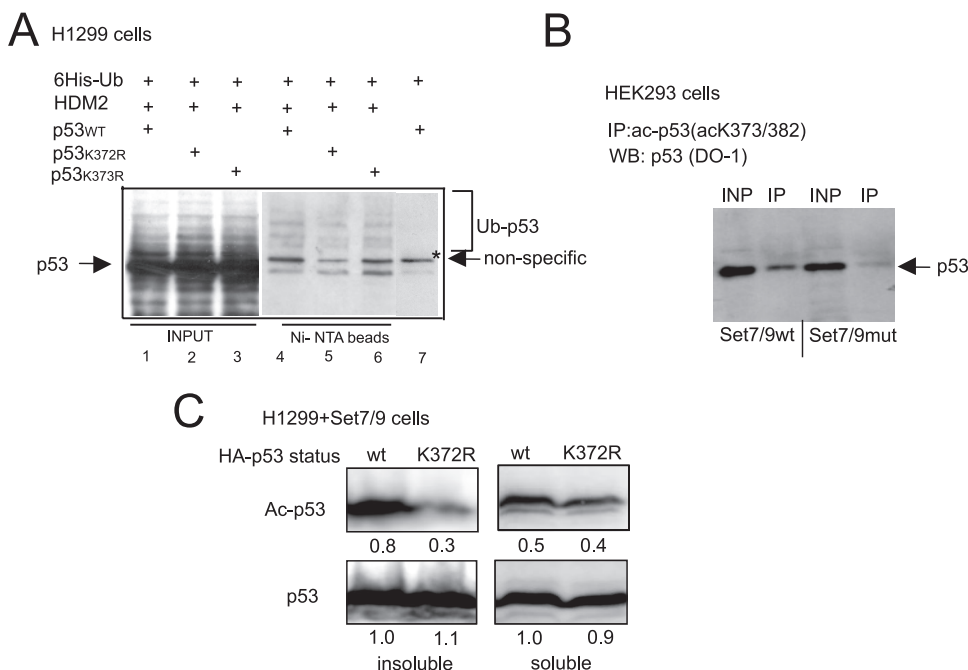 A H1299 cells
6His-Ub + + + + + + +
HDM2 + + + + + +
p53WT + + +
p53K372R + +
p53K373R + +
Ub-p53
p53
*
non-specific
INPUT Ni- NTA beads
1 2 3 4 5 6 7
B
HEK293 cells
IP:ac-p53(acK373/382)
WB: p53 (DO-1)
INP IP INP IP
p53
Set7/9wt Set7/9mut
C H1299+Set7/9 cells
HA-p53 status wt K372R wt K372R
Ac-p53
0.8 0.3 0.5 0.4
p53
1.0 1.1 1.0 0.9
insoluble soluble